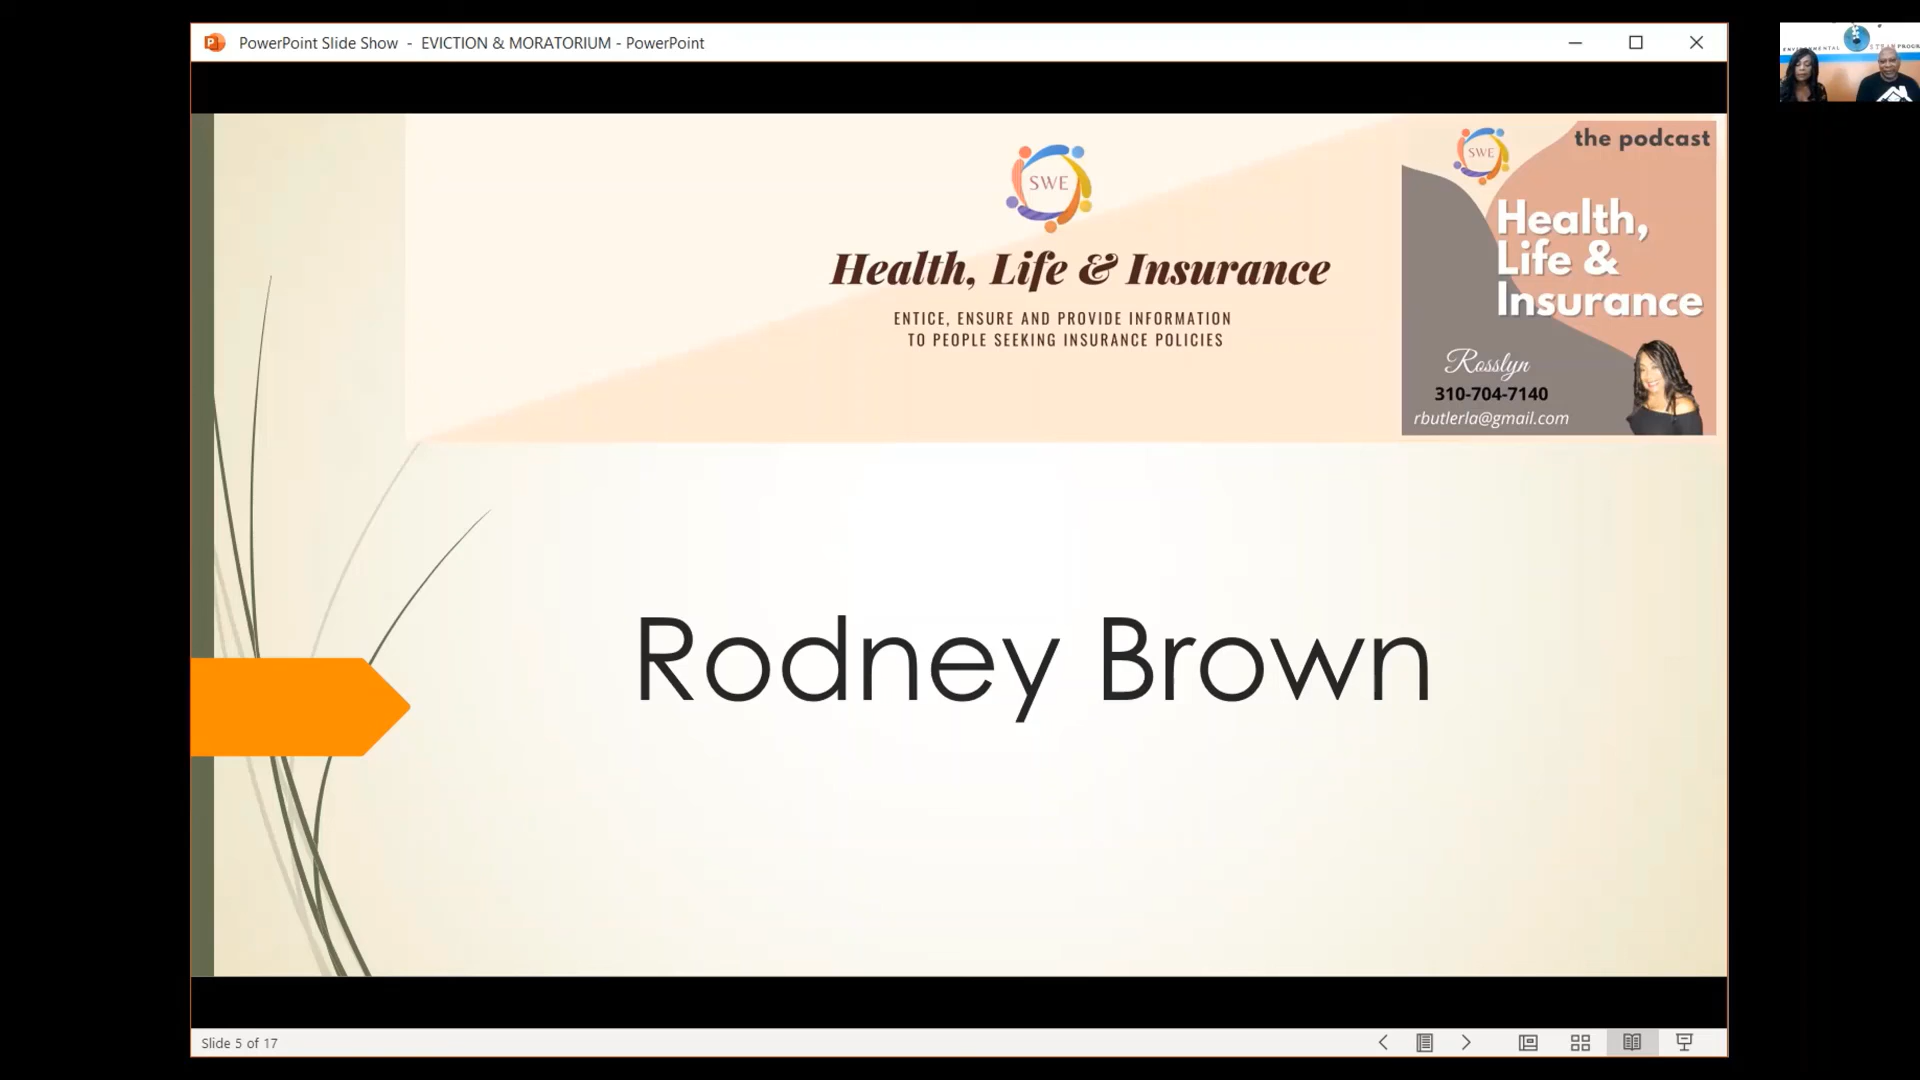 PowerPoint Slide Show - EVICTION & MORATORIUM - PowerPoint
SWE
Health, Life & Insurance
ENTICE, ENSURE AND PROVIDE INFORMATION
TO PEOPLE SEEKING INSURANCE POLICIES
the podcast
SWE
Health,
Life &
Insurance
Rosslyn
310-704-7140
rbutlerla@gmail.com
Rodney Brown
Slide 5 of 17